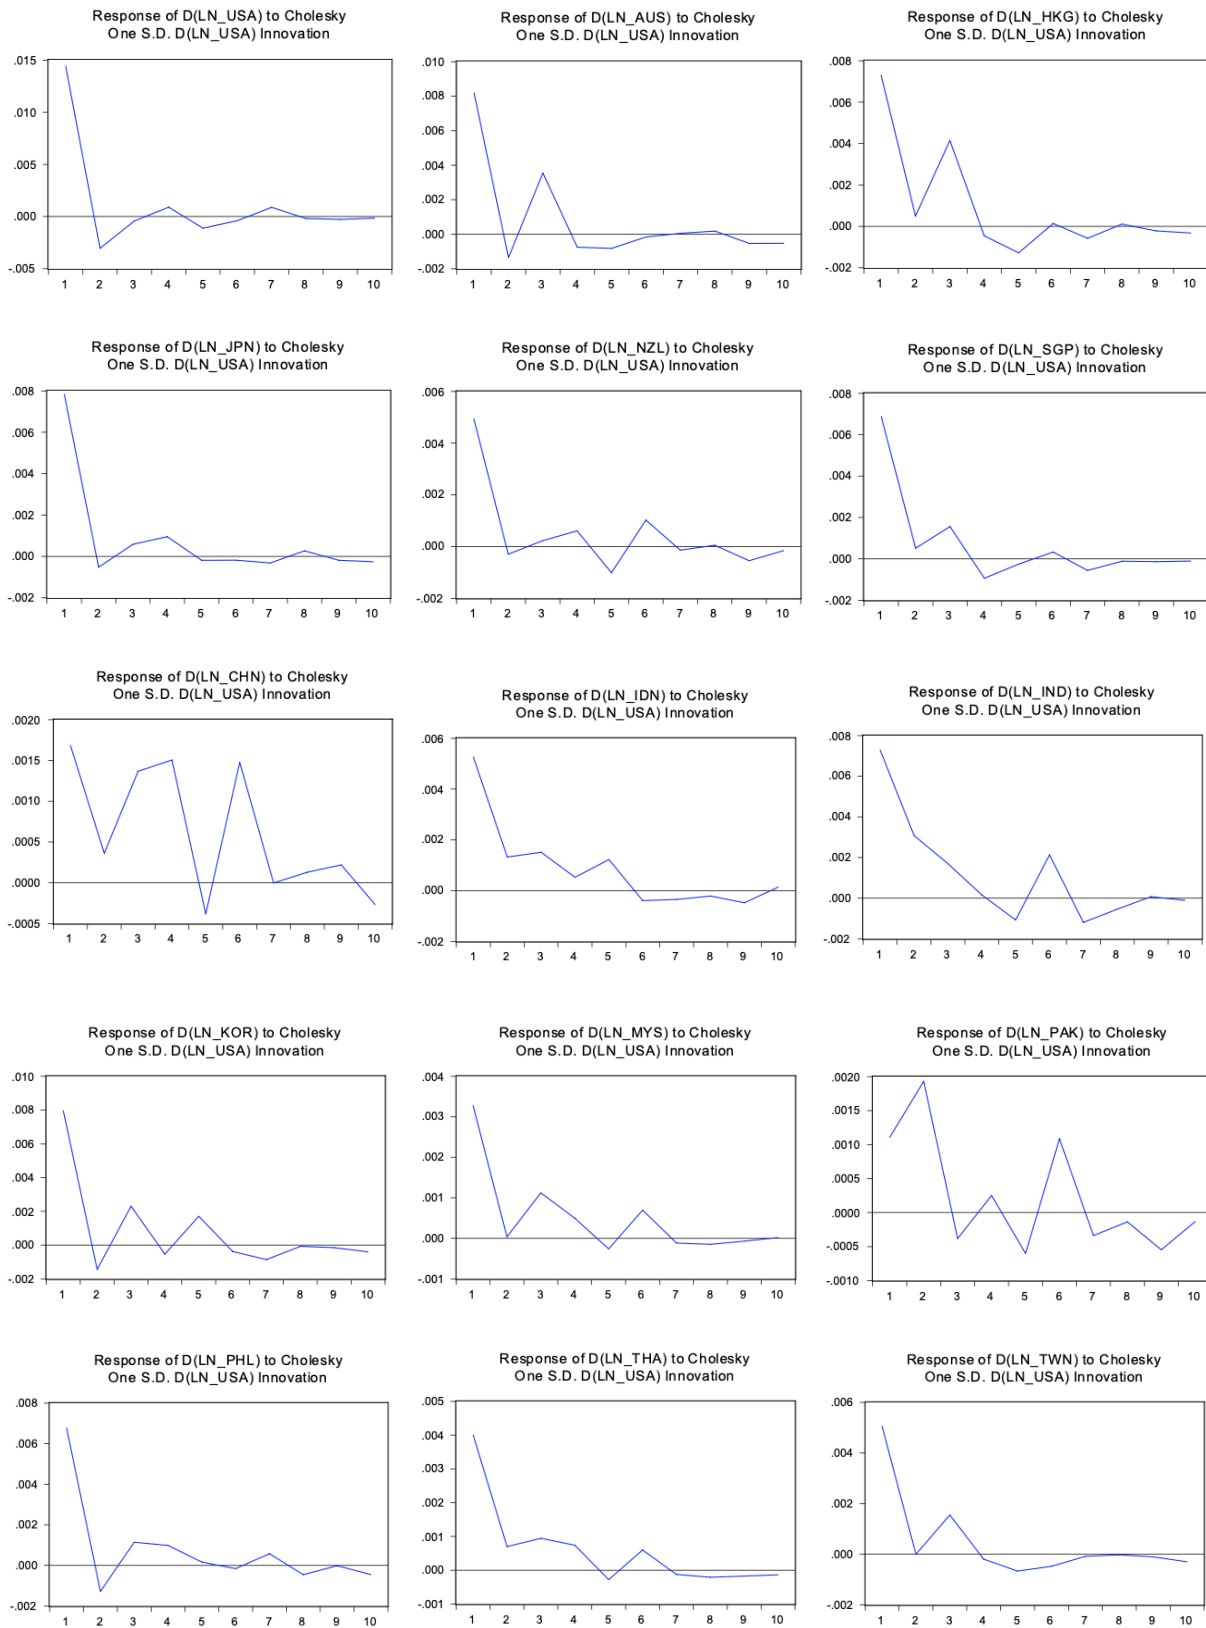 Response of D(LN_USA) to Cholesky
One S.D. D(LN_USA) Innovation
.015
.010
.005
.000
-.005
1 2 3 4 5 6 7 8 9 10
Response of D(LN_AUS) to Cholesky
One S.D. D(LN_USA) Innovation
.010
.008
.006
.004
.002
.000
-.002
1 2 3 4 5 6 7 8 9 10
Response of D(LN_HKG) to Cholesky
One S.D. D(LN_USA) Innovation
.008
.006
.004
.002
.000
-.002
1 2 3 4 5 6 7 8 9 10
Response of D(LN_JPN) to Cholesky
One S.D. D(LN_USA) Innovation
.008
.006
.004
.002
.000
-.002
1 2 3 4 5 6 7 8 9 10
Response of D(LN_NZL) to Cholesky
One S.D. D(LN_USA) Innovation
.006
.004
.002
.000
-.002
1 2 3 4 5 6 7 8 9 10
Response of D(LN_SGP) to Cholesky
One S.D. D(LN_USA) Innovation
.008
.006
.004
.002
.000
-.002
1 2 3 4 5 6 7 8 9 10
Response of D(LN_CHN) to Cholesky
One S.D. D(LN_USA) Innovation
.0020
.0015
.0010
.0005
.0000
-.0005
1 2 3 4 5 6 7 8 9 10
Response of D(LN_IDN) to Cholesky
One S.D. D(LN_USA) Innovation
.006
.004
.002
.000
-.002
1 2 3 4 5 6 7 8 9 10
Response of D(LN_IND) to Cholesky
One S.D. D(LN_USA) Innovation
.008
.006
.004
.002
.000
-.002
1 2 3 4 5 6 7 8 9 10
Response of D(LN_KOR) to Cholesky
One S.D. D(LN_USA) Innovation
.010
.008
.006
.004
.002
.000
-.002
1 2 3 4 5 6 7 8 9 10
Response of D(LN_MYS) to Cholesky
One S.D. D(LN_USA) Innovation
.004
.003
.002
.001
.000
-.001
1 2 3 4 5 6 7 8 9 10
Response of D(LN_PAK) to Cholesky
One S.D. D(LN_USA) Innovation
.0020
.0015
.0010
.0005
.0000
-.0005
-.0010
1 2 3 4 5 6 7 8 9 10
Response of D(LN_PHL) to Cholesky
One S.D. D(LN_USA) Innovation
.008
.006
.004
.002
.000
-.002
1 2 3 4 5 6 7 8 9 10
Response of D(LN_THA) to Cholesky
One S.D. D(LN_USA) Innovation
.005
.004
.003
.002
.001
.000
-.001
1 2 3 4 5 6 7 8 9 10
Response of D(LN_TWN) to Cholesky
One S.D. D(LN_USA) Innovation
.006
.004
.002
.000
-.002
1 2 3 4 5 6 7 8 9 10